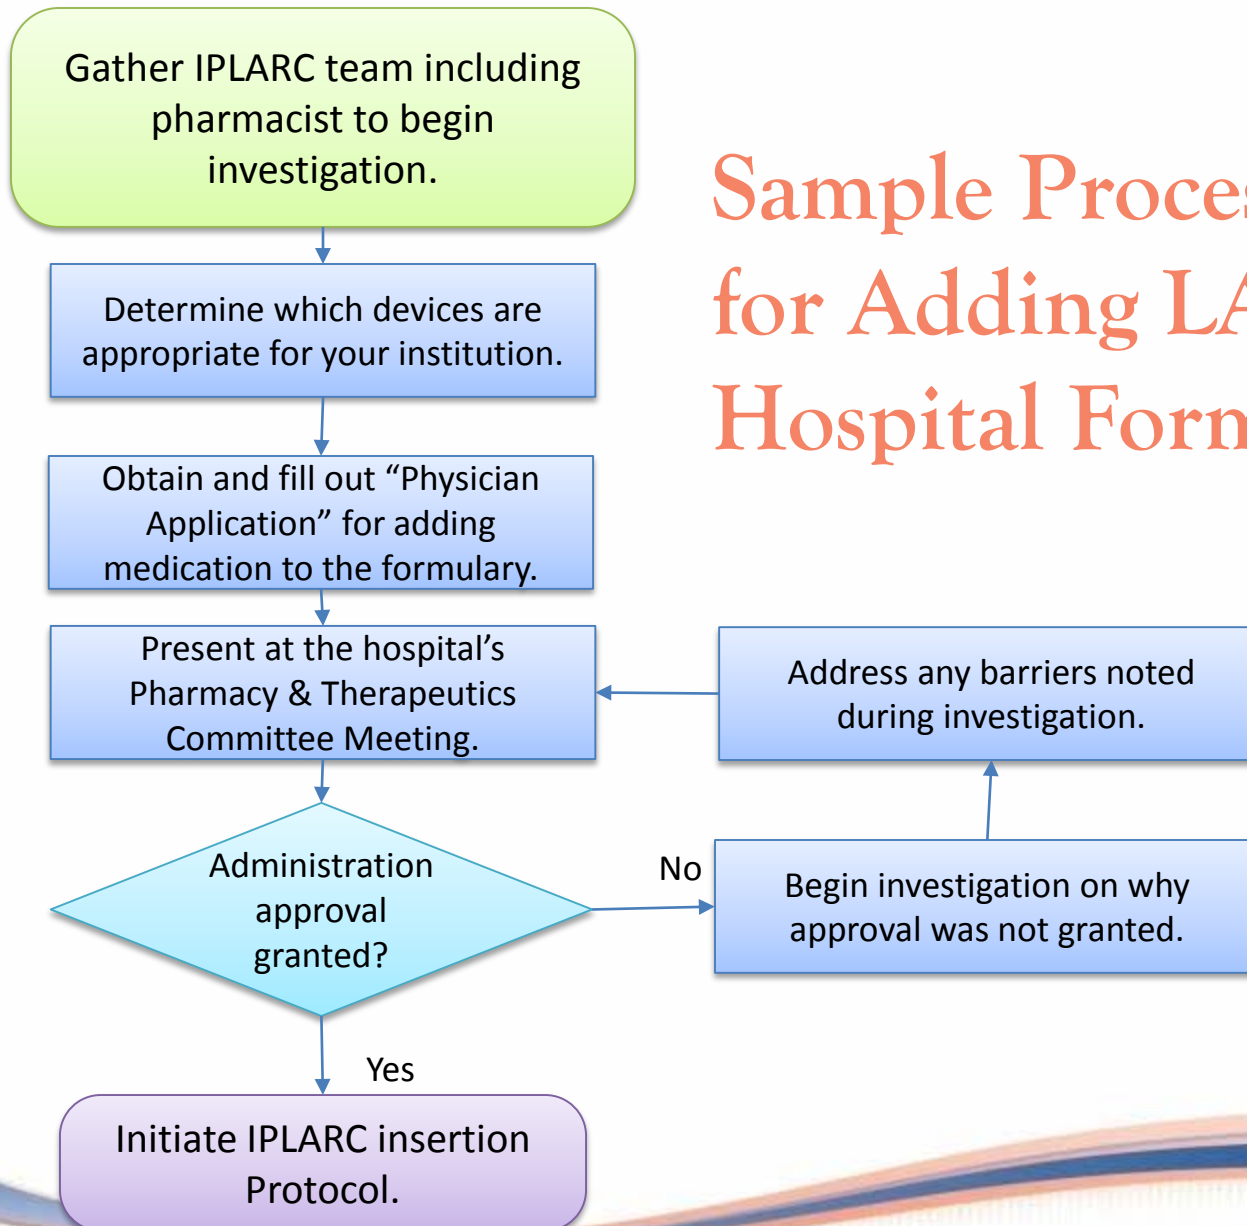 Gather IPLARC team including
pharmacist to begin
investigation.
Sample Proces
for Adding LA
Hospital Form
Determine which devices are
appropriate for your institution.
Obtain and fill out “Physician
Application” for adding
medication to the formulary.
Present at the hospital’s
Pharmacy & Therapeutics
Committee Meeting.
Address any barriers noted
during investigation.
Administration
approval
granted?
No
Begin investigation on why
approval was not granted.
Yes
Initiate IPLARC insertion
Protocol.